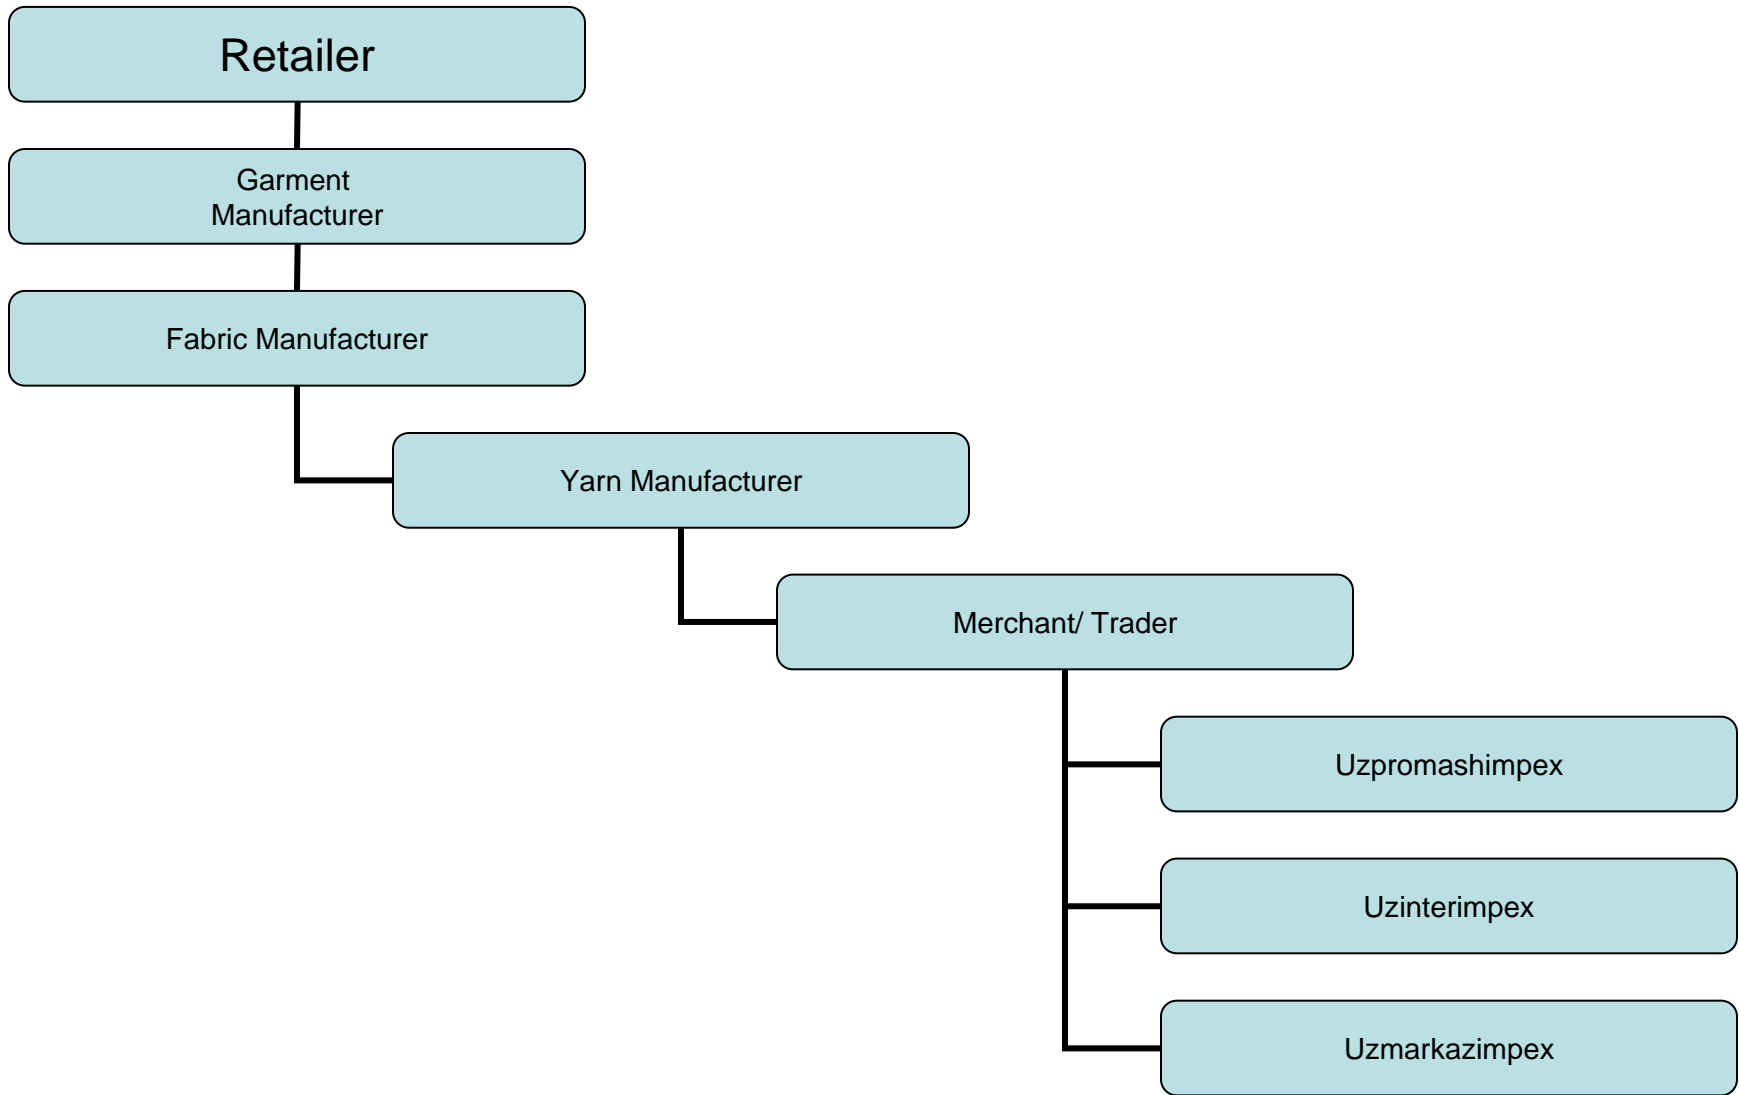 Retailer
Garment
Manufacturer
Fabric Manufacturer
Yarn Manufacturer
Merchant/ Trader
Uzpromashimpex
Uzinterimpex
Uzmarkazimpex